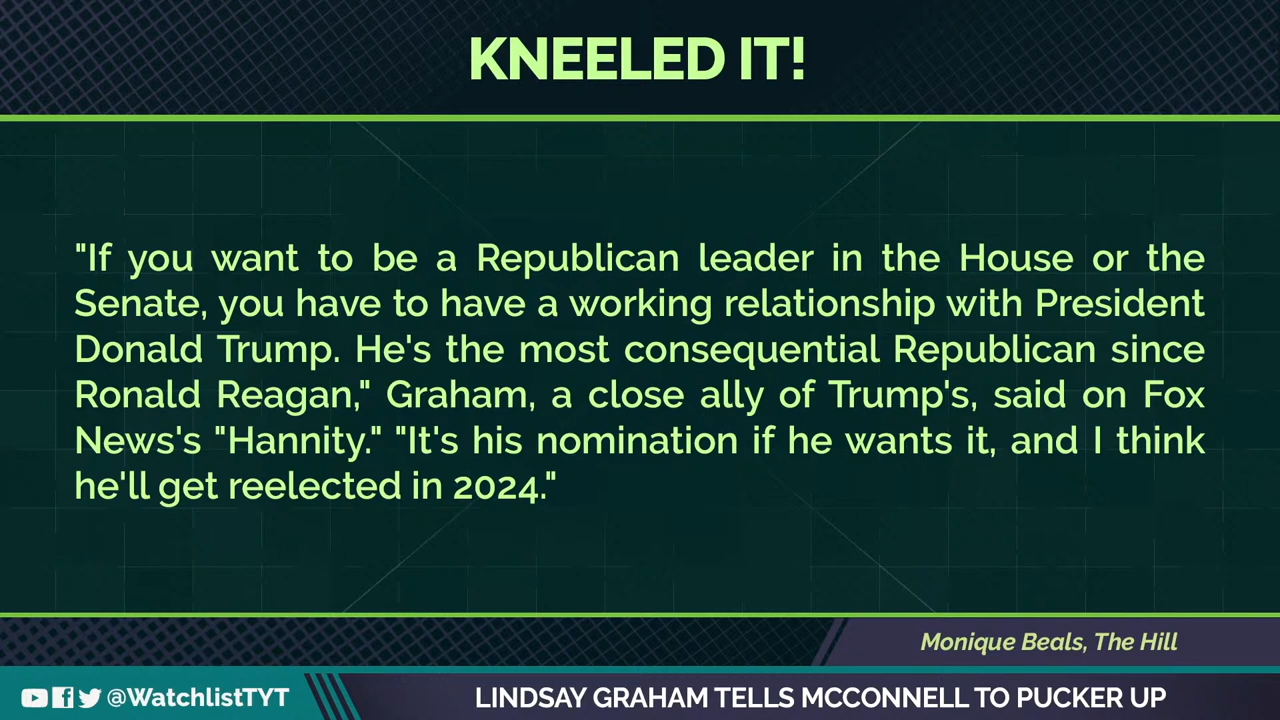 KNEELED IT!
"If you want to be a Republican leader in the House or the
Senate, you have to have a working relationship with President
Donald Trump. He's the most consequential Republican since
Ronald Reagan," Graham, a close ally of Trump's, said on Fox
News's "Hannity." "It's his nomination if he wants it, and I think
he'll get reelected in 2024."
Monique Beals, The Hill
@WatchlistTYT
LINDSAY GRAHAM TELLS MCCONNELL TO PUCKER UP